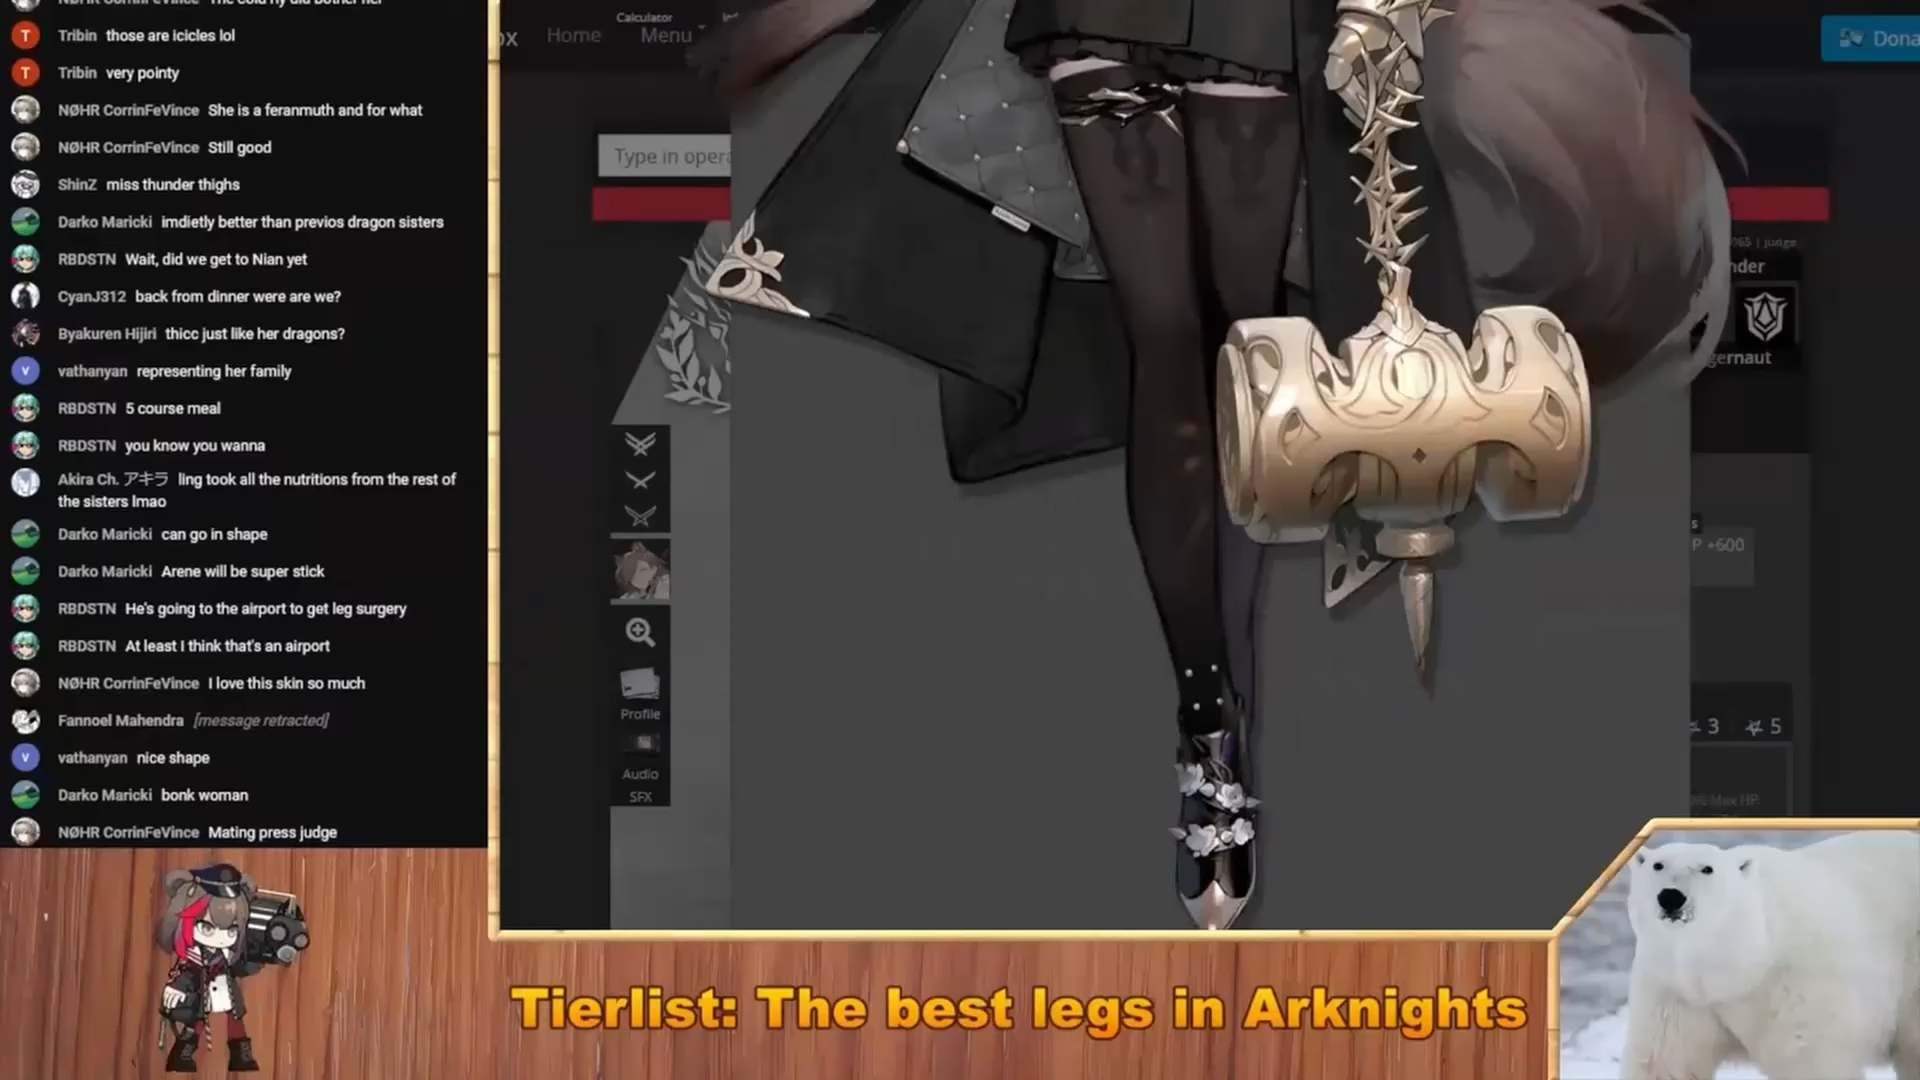 Tribin those are icicles lol
Tribin very pointy
NØHR CorrinFeVince She is a feranmuth and for what
NØHR CorrinFeVince Still good
ShinZ miss thunder thighs
Darko Maricki imdietly better than previos dragon sisters
RBDSTN Wait, did we get to Nian yet
CyanJ312 back from dinner were are we?
Byakuren Hijiri thicc just like her dragons?
vathanyan representing her family
RBDSTN 5 course meal
RBDSTN you know you wanna
Akira Ch. アキラ ling took all the nutritions from the rest of
the sisters lmao
Darko Maricki can go in shape
Darko Maricki Arene will be super stick
RBDSTN He's going to the airport to get leg surgery
RBDSTN At least I think that's an airport
NØHR CorrinFeVince I love this skin so much
Fannoel Mahendra [message retracted]
vathanyan nice shape
Darko Maricki bonk woman
NØHR CorrinFeVince Mating press judge
Calculator
Home
Menu
Dona
Type in opera
judge
nder
gernaut
P +600
3
5
Max HP.
Profile
Audio
SFX
Tierlist: The best legs in Arknights